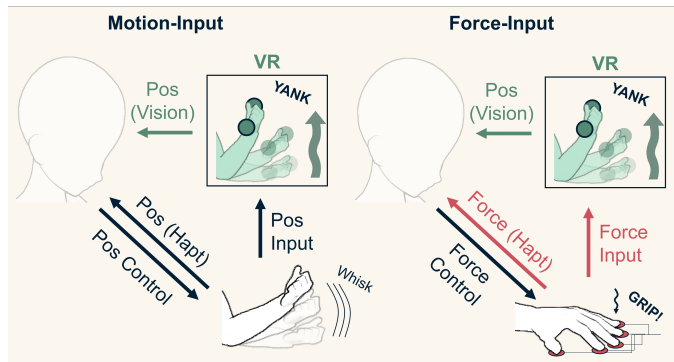 Motion-Input
VR
YANK
Pos
(Vision)
Pos (Hapt)
Pos Control
Pos
Input
Whisk
Force-Input
VR
YANK
Pos
(Vision)
Force (Hapt)
Force
Control
Force
Input
GRIP!